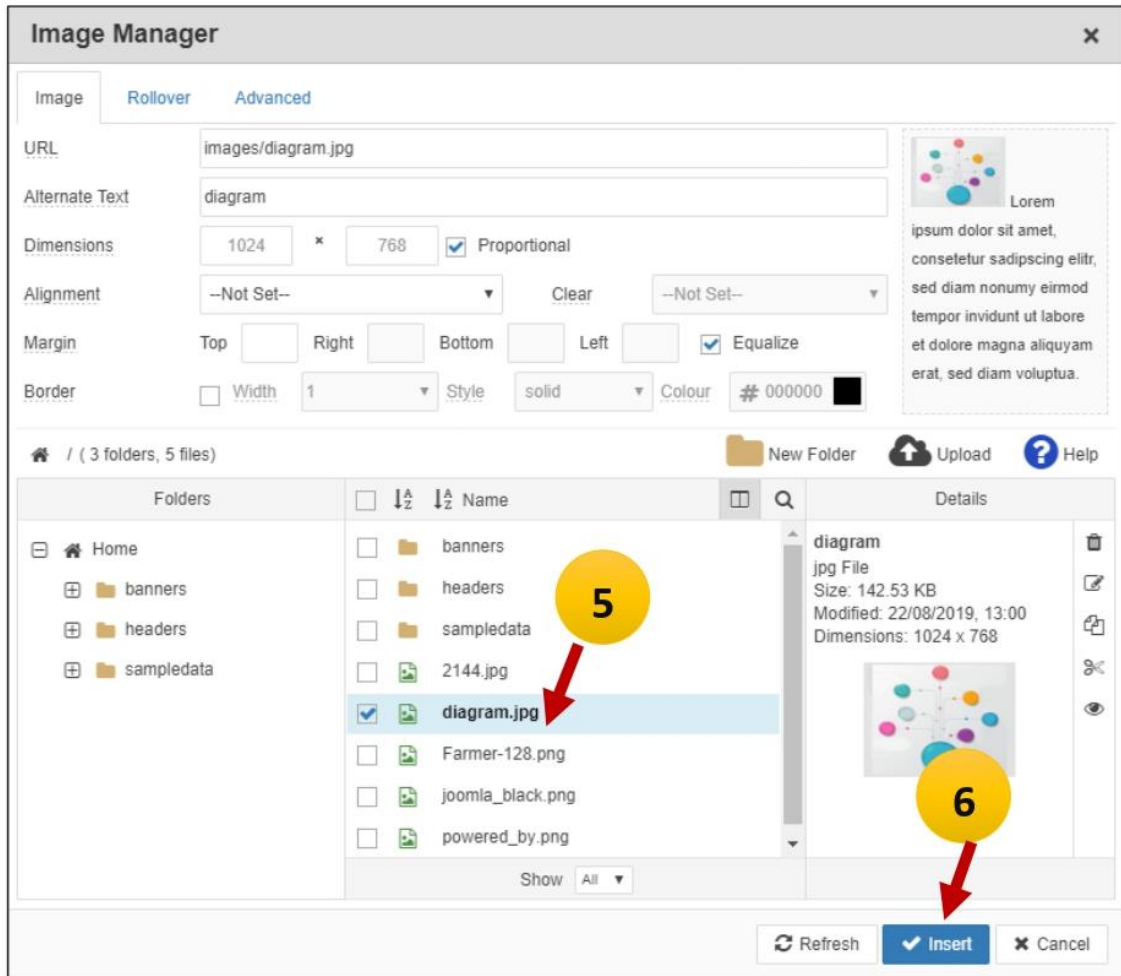 Image Manager
Image Rollover Advanced
URL images/diagram.jpg
Alternate Text diagram
Dimensions 1024 × 768 Proportional
Alignment --Not Set-- Clear --Not Set--
Margin Top Right Bottom Left Equalize
Border Width 1 Style solid Colour # 000000
Lorem
ipsum dolor sit amet,
consetetur sadipscing elitr,
sed diam nonumy eirmod
tempor invidunt ut labore
et dolore magna aliquyam
erat, sed diam voluptua.
/ ( 3 folders, 5 files) New Folder Upload ? Help
Folders
Home
banners
headers
sampledata
A Z A Z Name
banners
headers
sampledata
2144.jpg
diagram.jpg
Farmer-128.png
joomla_black.png
powered_by.png
Show All
5
Details
diagram
jpg File
Size: 142.53 KB
Modified: 22/08/2019, 13:00
Dimensions: 1024 x 768
6
Refresh Insert Cancel